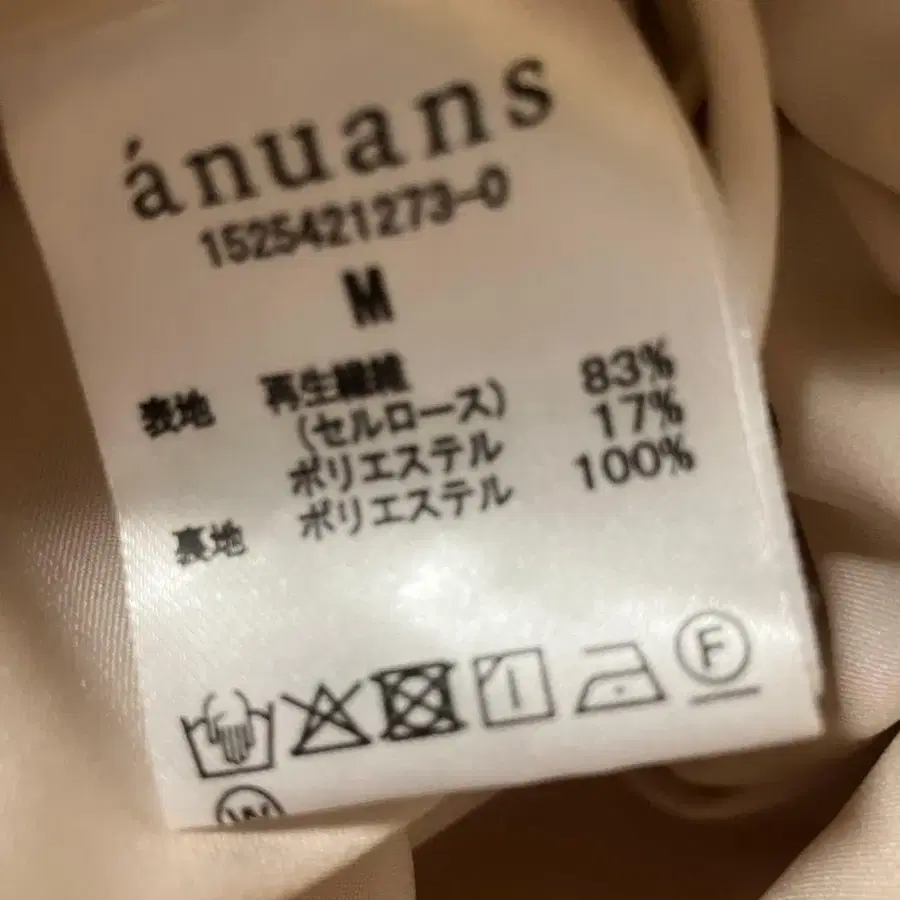 ánuans
1525421273-0
M
表地 再生繊維 83%
(セルロース) 17%
ポリエステル 100%
裏地 ポリエステル
F
W